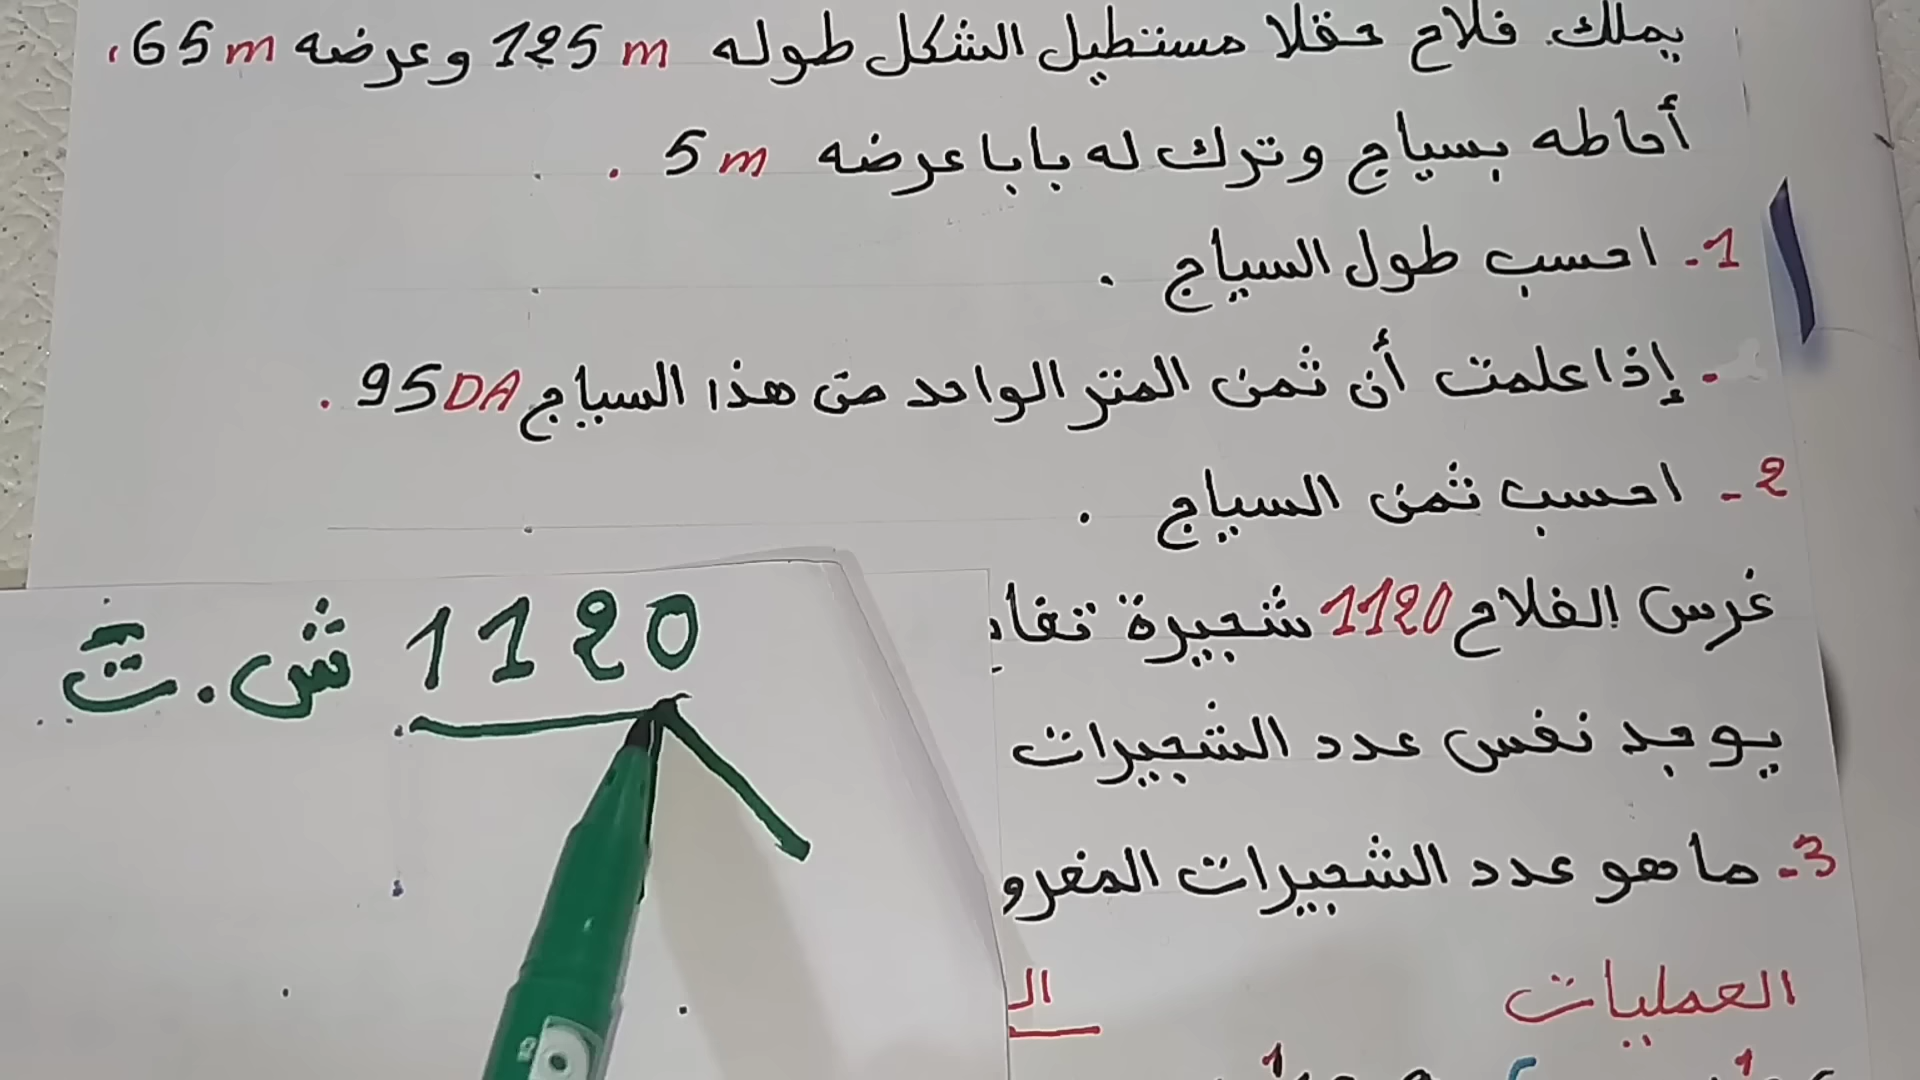 يملك فلاح حقلا مستطيل الشكل طوله 125 m وعرضه 65 m،
أحاطه بسياج وترك له بابا عرضه 5 m .
1- احسب طول السياج .
- إذا علمت أن ثمن المتر الواحد من هذا السياج 95DA .
2- احسب ثمن السياج .
غرس الفلاح 1120 شجيرة
يوجد نفس عدد الشجيرات
3- ما هو عدد الشجيرات
العمليات
1120 ش.ت